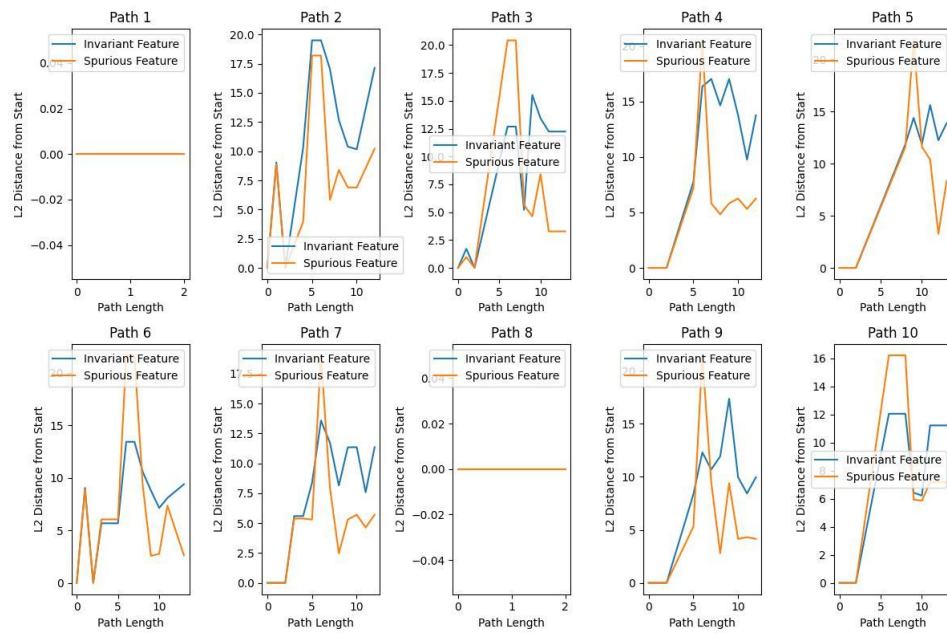 Path 1
L2 Distance from Start
0.04
0.02
0.00
−0.02
−0.04
Invariant Feature
Spurious Feature
0
1
2
Path Length
Path 2
L2 Distance from Start
20.0
17.5
15.0
12.5
10.0
7.5
5.0
2.5
0.0
Invariant Feature
Spurious Feature
0
5
10
Path Length
Path 3
L2 Distance from Start
20.0
17.5
15.0
12.5
10.0
7.5
5.0
2.5
0.0
Invariant Feature
Spurious Feature
0
5
10
Path Length
Path 4
L2 Distance from Start
20
15
10
5
0
Invariant Feature
Spurious Feature
0
5
10
Path Length
Path 5
L2 Distance from Start
20
15
10
5
0
Invariant Feature
Spurious Feature
0
5
10
Path Length
Path 6
L2 Distance from Start
20
15
10
5
0
Invariant Feature
Spurious Feature
0
5
10
Path Length
Path 7
L2 Distance from Start
17.5
15.0
12.5
10.0
7.5
5.0
2.5
0.0
Invariant Feature
Spurious Feature
0
5
10
Path Length
Path 8
L2 Distance from Start
0.04
0.02
0.00
−0.02
−0.04
Invariant Feature
Spurious Feature
0
1
2
Path Length
Path 9
L2 Distance from Start
20
15
10
5
0
Invariant Feature
Spurious Feature
0
5
10
Path Length
Path 10
L2 Distance from Start
16
14
12
10
8
6
4
2
0
Invariant Feature
Spurious Feature
0
5
10
Path Length